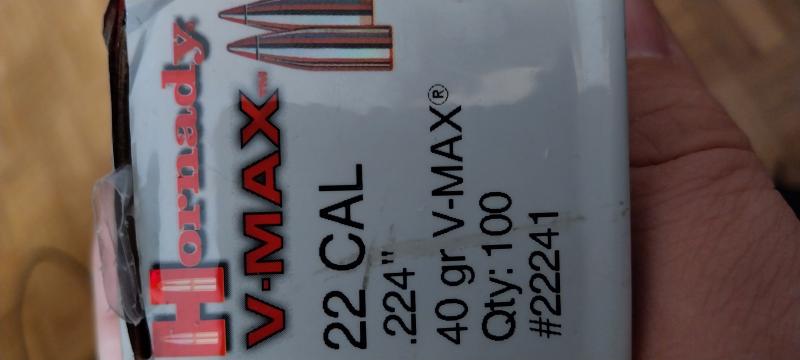 Hornady®
V-MAX™
22 CAL
.224"
40 gr V-MAX®
Qty: 100
#22241